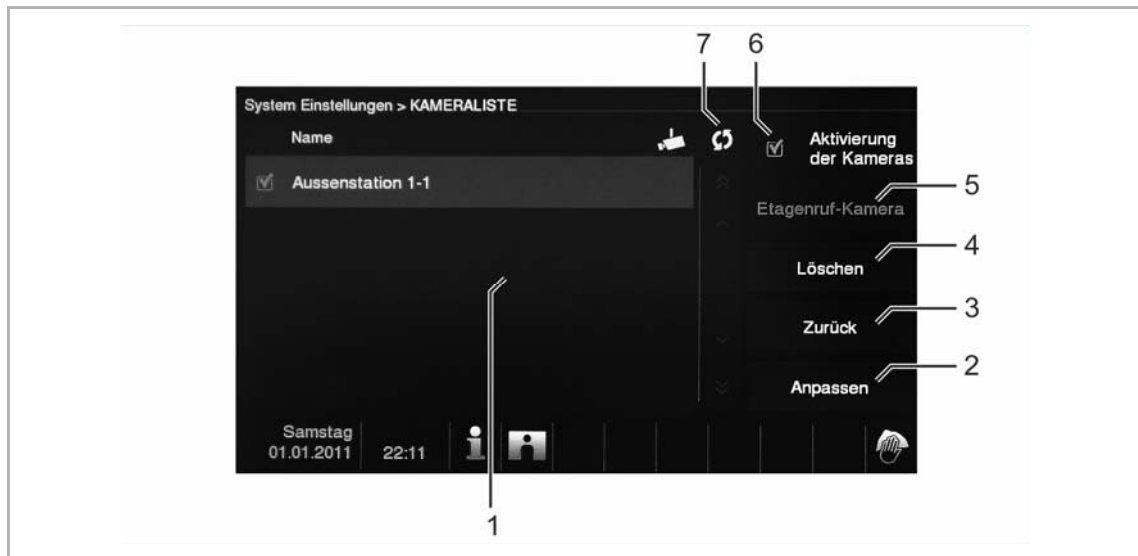 7 6
System Einstellungen > KAMERALISTE
Name
Aktivierung
der Kameras
Aussenstation 1-1
5
Etagenruf-Kamera
4
Löschen
3
Zurück
2
Anpassen
Samstag
01.01.2011 22:11
1